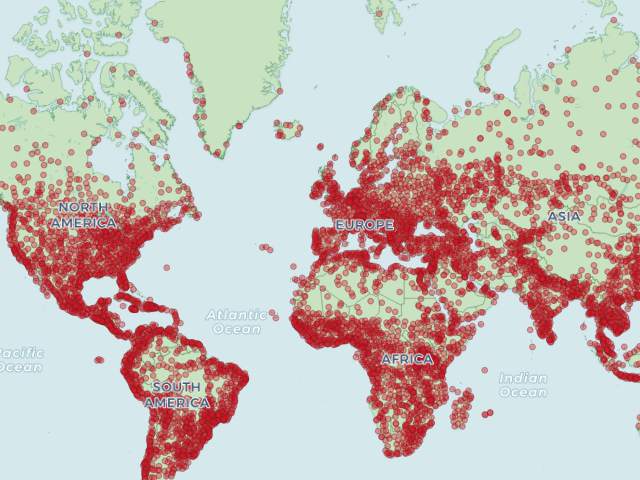 NORTH
AMERICA
EUROPE
ASIA
Atlantic
Ocean
Pacific
Ocean
AFRICA
SOUTH
AMERICA
Indian
Ocean